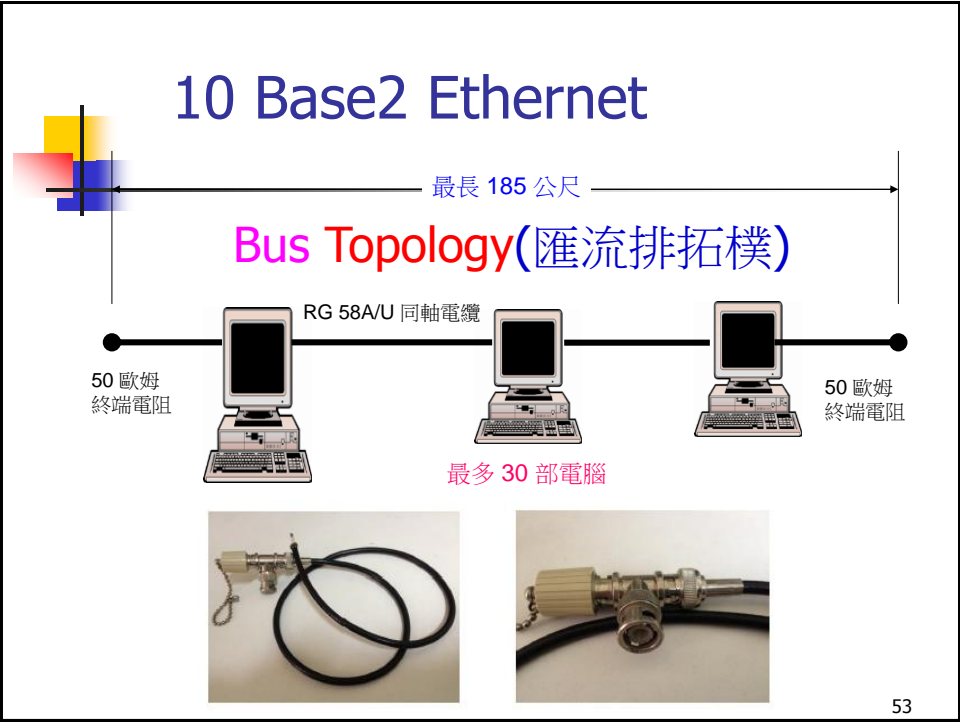 10 Base2 Ethernet
最長 185 公尺
Bus Topology(匯流排拓樸)
RG 58A/U 同軸電纜
50 歐姆
終端電阻
50 歐姆
終端電阻
最多 30 部電腦
53